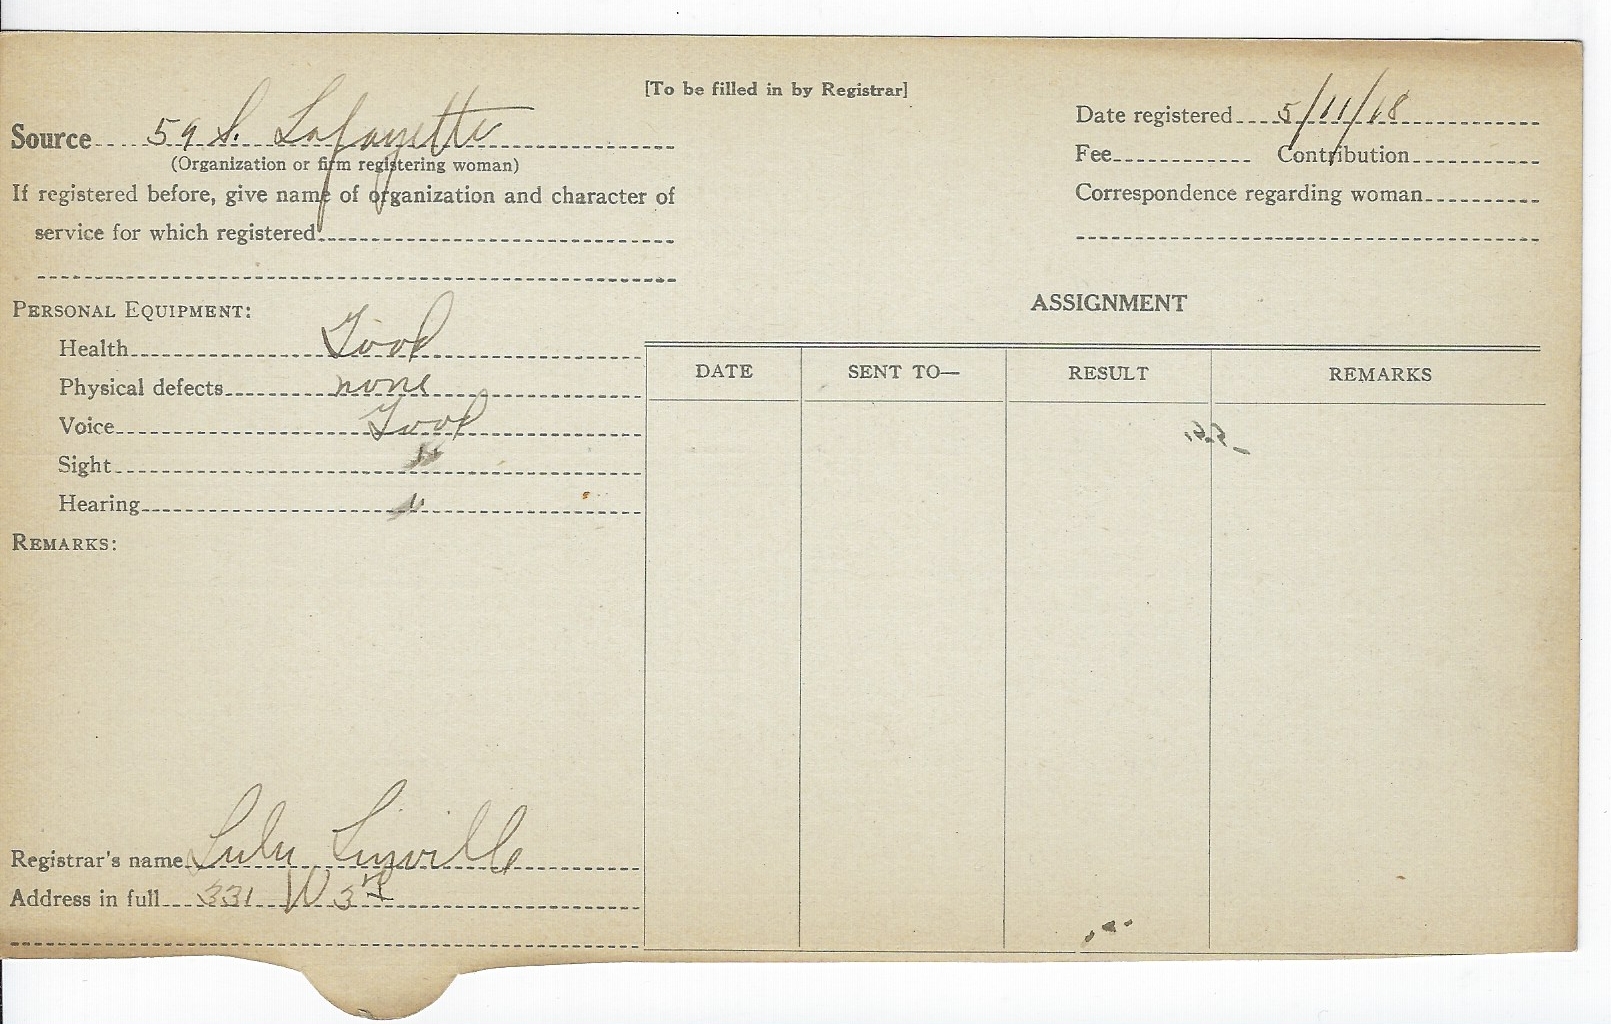 [To be filled in by Registrar]
Source 59 S. Lafayette
(Organization or firm registering woman)
If registered before, give name of organization and character of
service for which registered
Date registered 5/11/18
Fee Contribution
Correspondence regarding woman
PERSONAL EQUIPMENT:
Health Good
Physical defects none
Voice Good
Sight "
Hearing "
REMARKS:
Registrar's name Lulu Linville
Address in full 331 W 3rd
ASSIGNMENT
DATE SENT TO— RESULT REMARKS